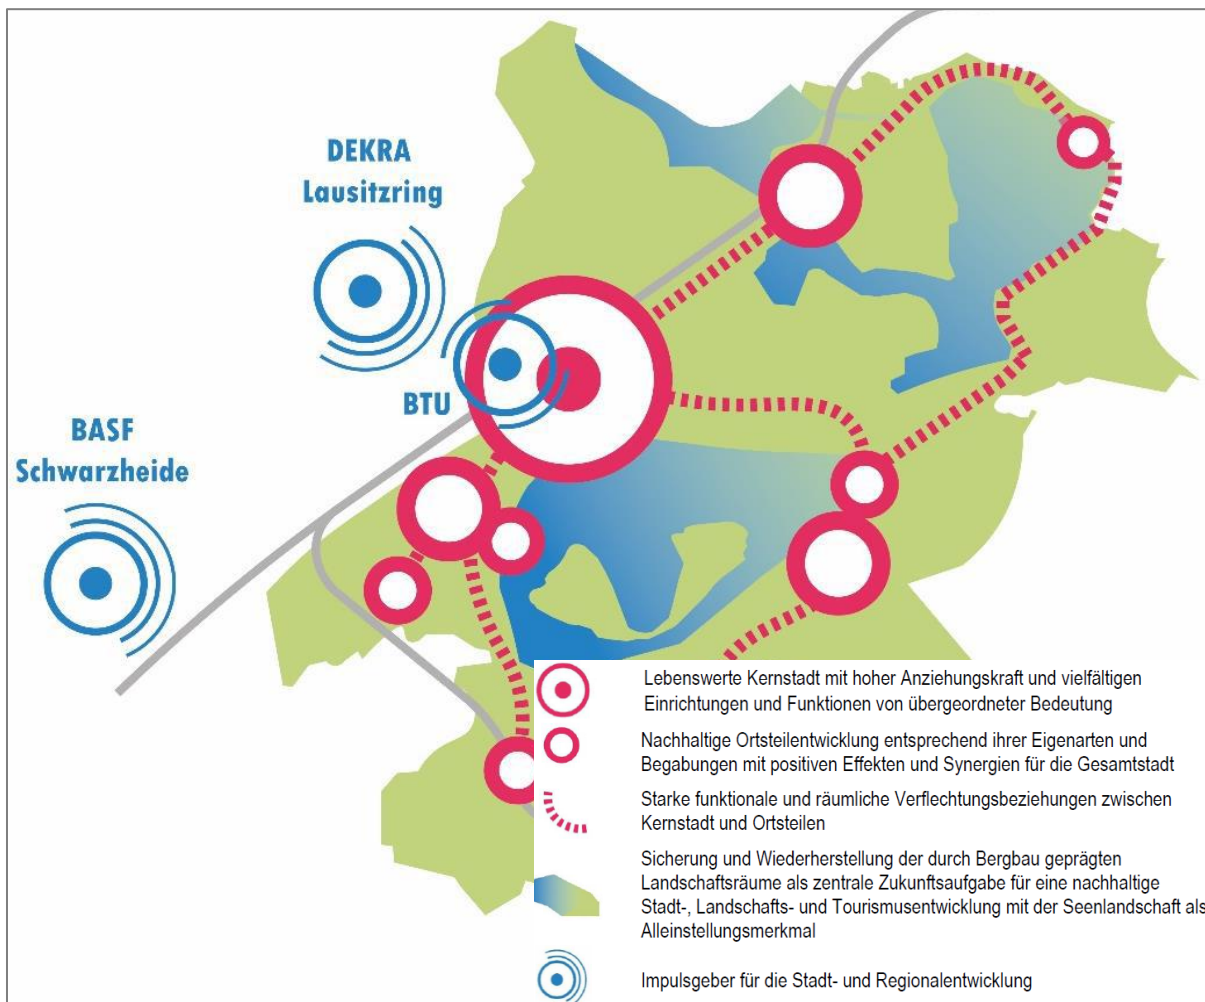 DEKRA
Lausitzring
BTU
BASF
Schwarzheide
Lebenswerte Kernstadt mit hoher Anziehungskraft und vielfältigen
Einrichtungen und Funktionen von übergeordneter Bedeutung
Nachhaltige Ortsteilentwicklung entsprechend ihrer Eigenarten und
Begabungen mit positiven Effekten und Synergien für die Gesamtstadt
Starke funktionale und räumliche Verflechtungsbeziehungen zwischen
Kernstadt und Ortsteilen
Sicherung und Wiederherstellung der durch Bergbau geprägten
Landschaftsräume als zentrale Zukunftsaufgabe für eine nachhaltige
Stadt-, Landschafts- und Tourismusentwicklung mit der Seenlandschaft als
Alleinstellungsmerkmal
Impulsgeber für die Stadt- und Regionalentwicklung